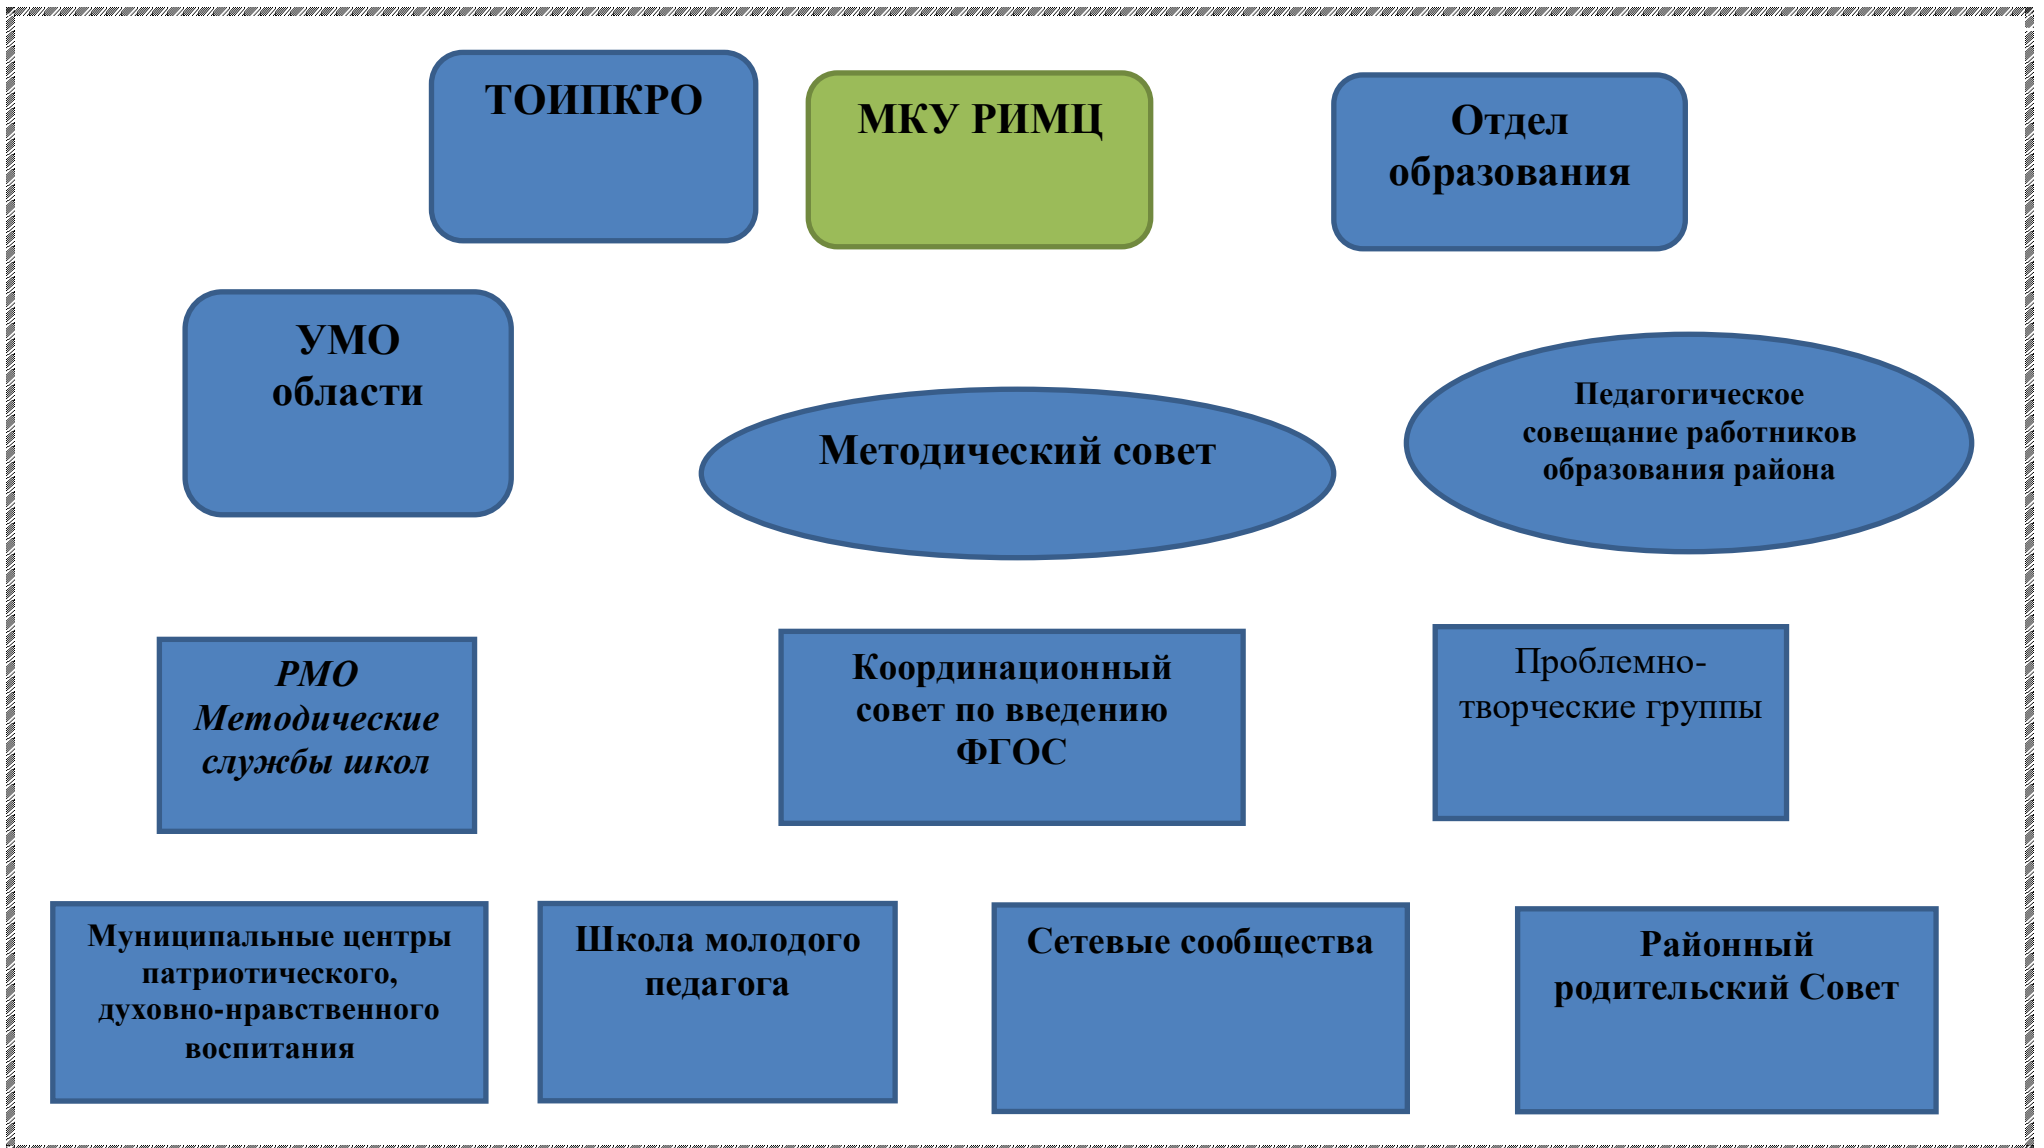 ТОИПКРО
МКУ РИМЦ
Отдел
образования
УМО
области
Методический совет
Педагогическое
совещание работников
образования района
РМО
Методические
службы школ
Координационный
совет по введению
ФГОС
Проблемно-
творческие группы
Муниципальные центры
патриотического,
духовно-нравственного
воспитания
Школа молодого
педагога
Сетевые сообщества
Районный
родительский Совет